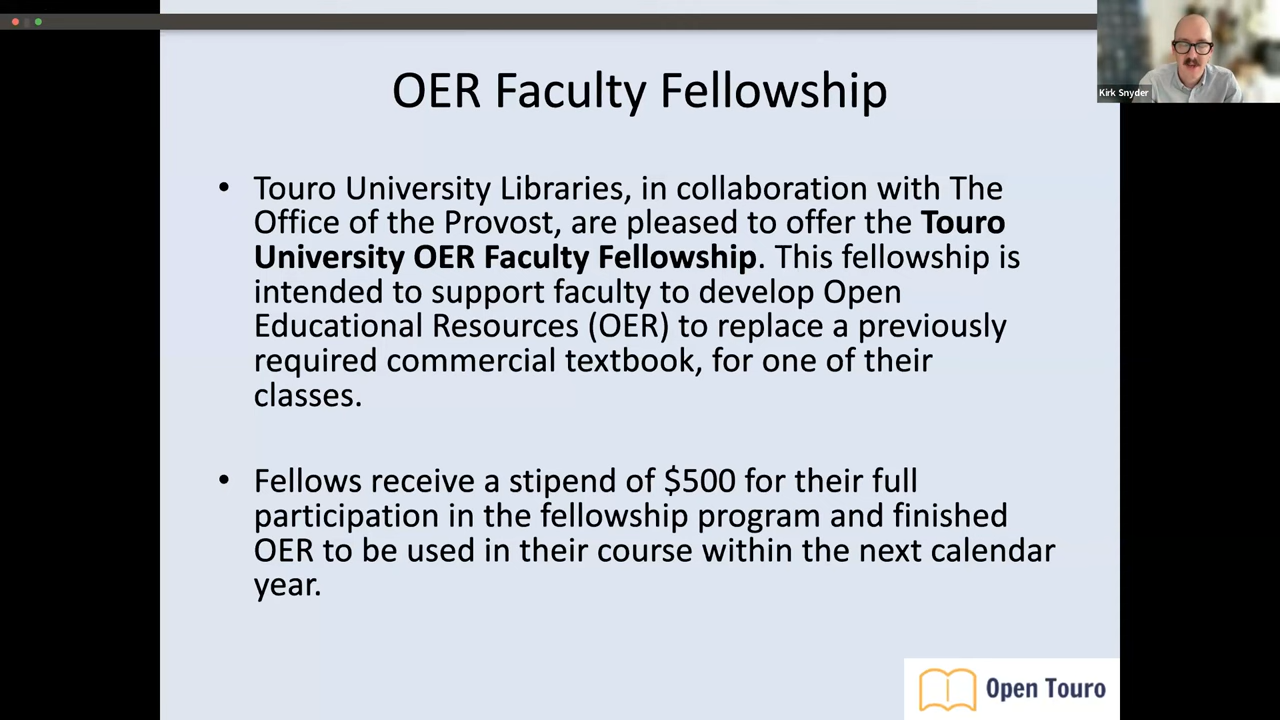 OER Faculty Fellowship
Kirk Snyder
• Touro University Libraries, in collaboration with The
Office of the Provost, are pleased to offer the Touro
University OER Faculty Fellowship. This fellowship is
intended to support faculty to develop Open
Educational Resources (OER) to replace a previously
required commercial textbook, for one of their
classes.
• Fellows receive a stipend of $500 for their full
participation in the fellowship program and finished
OER to be used in their course within the next calendar
year.
Open Touro